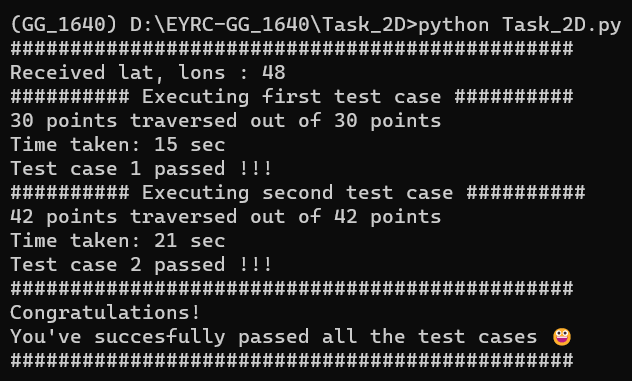 (GG_1640) D:\EYRC-GG_1640\Task_2D>python Task_2D.py
###############################################
Received lat, lons : 48
########## Executing first test case ##########
30 points traversed out of 30 points
Time taken: 15 sec
Test case 1 passed !!!
########## Executing second test case ##########
42 points traversed out of 42 points
Time taken: 21 sec
Test case 2 passed !!!
###############################################
Congratulations!
You've succesfully passed all the test cases 😀
###############################################